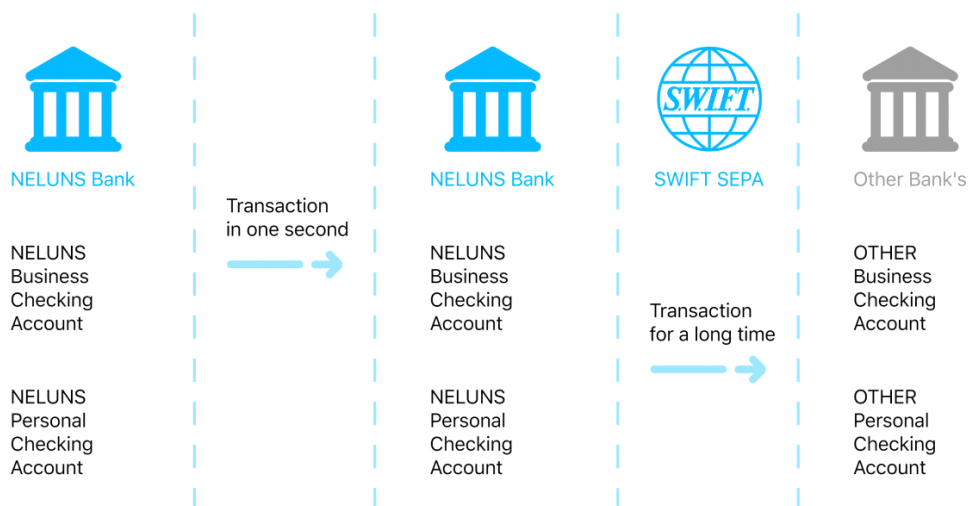 NELUNS Bank
NELUNS
Business
Checking
Account
NELUNS
Personal
Checking
Account
Transaction
in one second
NELUNS Bank
NELUNS
Business
Checking
Account
NELUNS
Personal
Checking
Account
S.W.I.F.T.
SWIFT SEPA
Transaction
for a long time
Other Bank's
OTHER
Business
Checking
Account
OTHER
Personal
Checking
Account